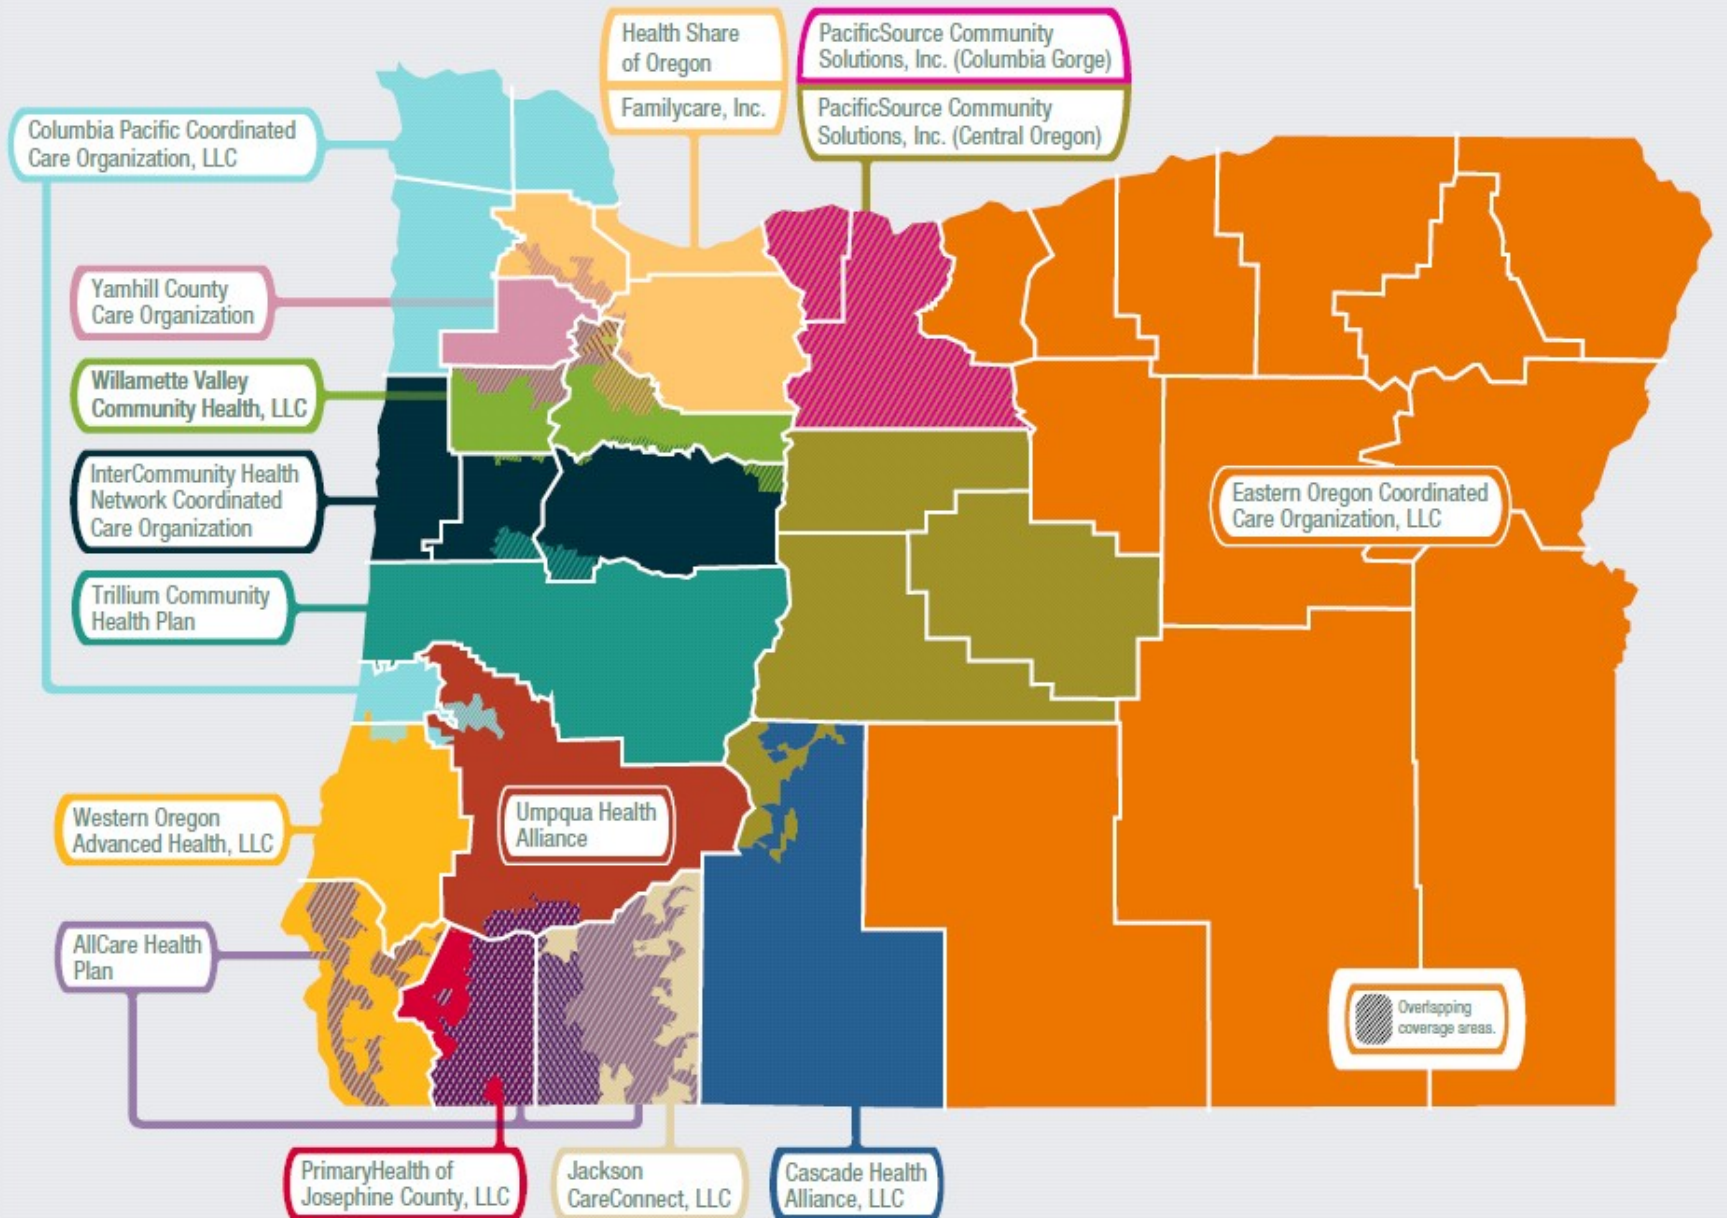 Health Share
of Oregon
Familycare, Inc.
PacificSource Community
Solutions, Inc. (Columbia Gorge)
PacificSource Community
Solutions, Inc. (Central Oregon)
Columbia Pacific Coordinated
Care Organization, LLC
Yamhill County
Care Organization
Willamette Valley
Community Health, LLC
InterCommunity Health
Network Coordinated
Care Organization
Eastern Oregon Coordinated
Care Organization, LLC
Trillium Community
Health Plan
Western Oregon
Advanced Health, LLC
Umpqua Health
Alliance
AllCare Health
Plan
Overlapping
coverage areas.
PrimaryHealth of
Josephine County, LLC
Jackson
CareConnect, LLC
Cascade Health
Alliance, LLC